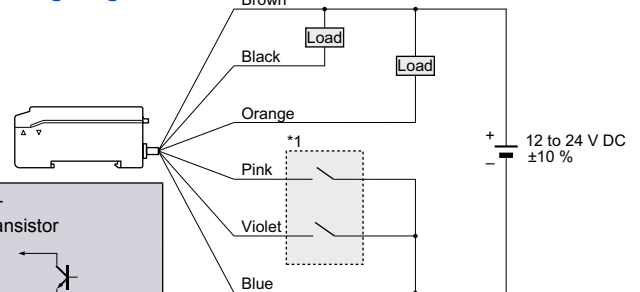 Brown
Load
Black
Load
Orange
*1
+
12 to 24 V DC
–
±10 %
Pink
Violet
Blue